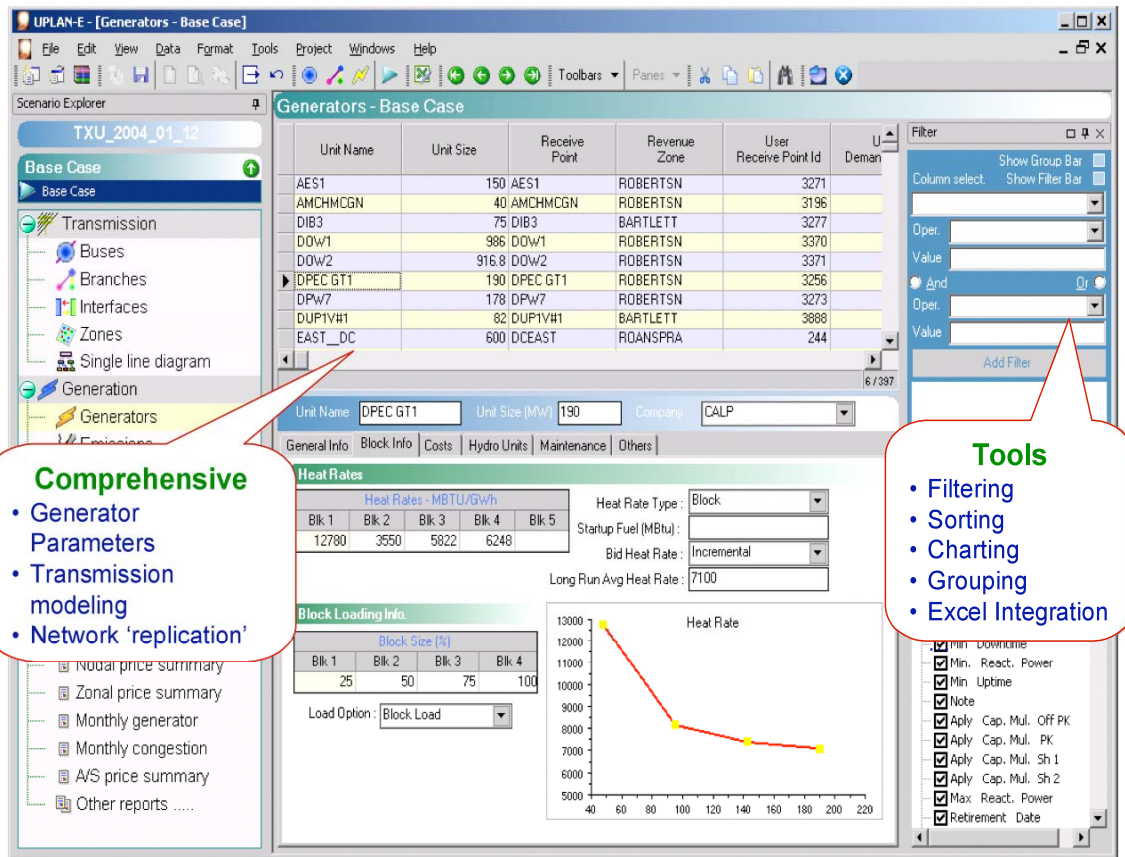 UPLAN-E - [Generators - Base Case]
File Edit View Data Format Tools Project Windows Help
Toolbars Panes
Scenario Explorer
TXU_2004_01_12
Base Case
Base Case
Transmission
Buses
Branches
Interfaces
Zones
Single line diagram
Generation
Generators
Emissions
Comprehensive
• Generator
Parameters
• Transmission
modeling
• Network ‘replication’
Nodal price summary
Zonal price summary
Monthly generator
Monthly congestion
A/S price summary
Other reports .....
Generators - Base Case
Unit Name Unit Size Receive Point Revenue Zone User Receive Point Id U Deman
AES1 150 AES1 ROBERTSN 3271
AMCHMCGN 40 AMCHMCGN ROBERTSN 3196
DIB3 75 DIB3 BARTLETT 3277
DOW1 986 DOW1 ROBERTSN 3370
DOW2 916.8 DOW2 ROBERTSN 3371
DPEC GT1 190 DPEC GT1 ROBERTSN 3256
DPW7 178 DPW7 ROBERTSN 3273
DUP1V#1 82 DUP1V#1 BARTLETT 3888
EAST__DC 600 DCEAST ROANSPRA 244
6 / 397
Unit Name DPEC GT1 Unit Size (MW) 190 Company CALP
General Info Block Info Costs Hydro Units Maintenance Others
Heat Rates
Heat Rates - MBTU/GWh
Blk 1 Blk 2 Blk 3 Blk 4 Blk 5
12780 3550 5822 6248
Heat Rate Type : Block
Startup Fuel (MBtu) :
Bid Heat Rate : Incremental
Long Run Avg Heat Rate : 7100
Block Loading Info.
Block Size (%)
Blk 1 Blk 2 Blk 3 Blk 4
25 50 75 100
Load Option : Block Load
Heat Rate
13000
12000
11000
10000
9000
8000
7000
6000
5000
40 60 80 100 120 140 160 180 200 220
Filter
Show Group Bar
Column select. Show Filter Bar
Oper.
Value
And Or
Oper.
Value
Add Filter
Tools
• Filtering
• Sorting
• Charting
• Grouping
• Excel Integration
Min Downtime
Min. React. Power
Min Uptime
Note
Aply Cap. Mul. Off PK
Aply Cap. Mul. PK
Aply Cap. Mul. Sh 1
Aply Cap. Mul. Sh 2
Max React. Power
Retirement Date